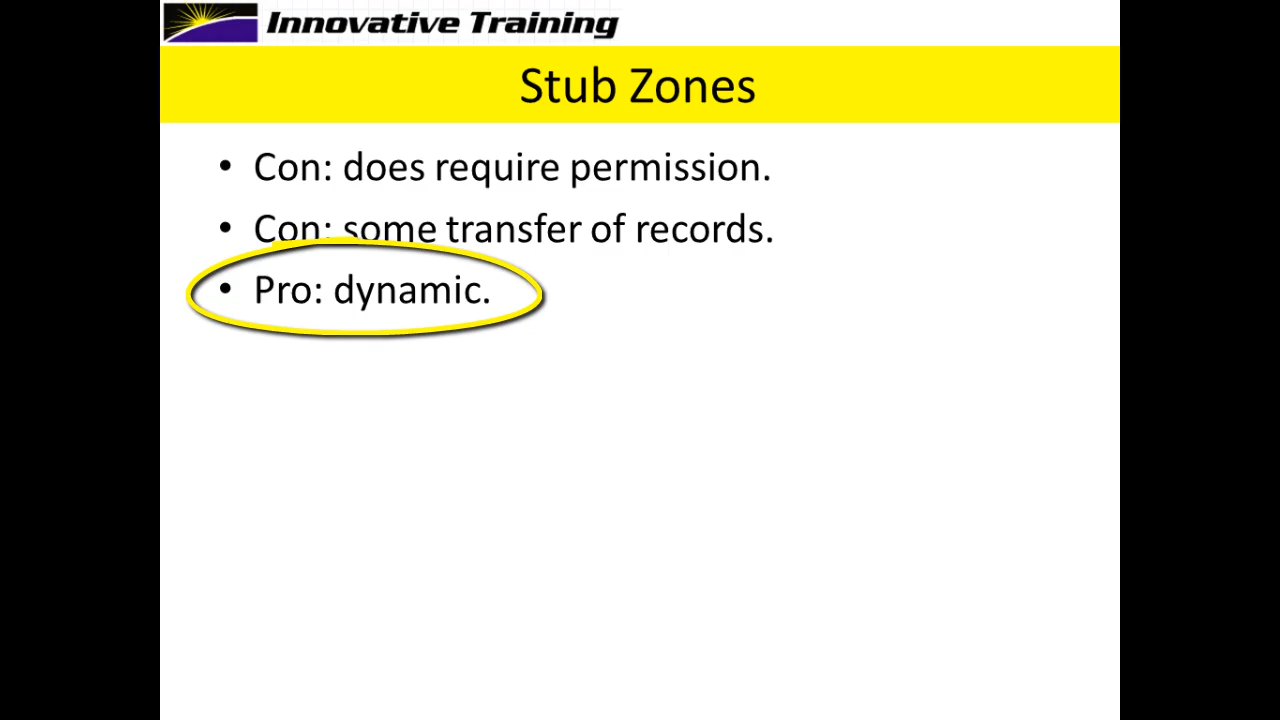 Innovative Training
Stub Zones
• Con: does require permission.
• Con: some transfer of records.
• Pro: dynamic.